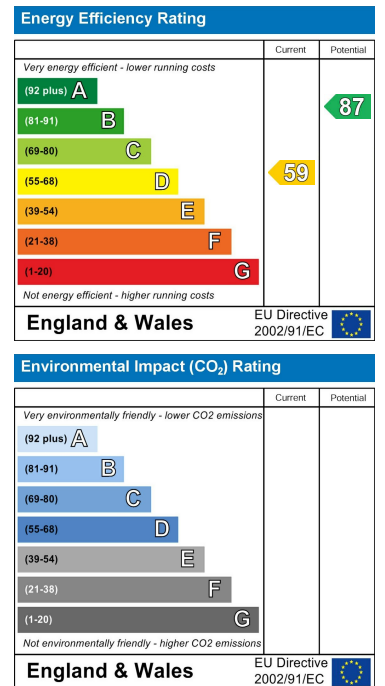 Energy Efficiency Rating
Current Potential
Very energy efficient - lower running costs
(92 plus) A
(81-91) B
87
(69-80) C
(55-68) D
59
(39-54) E
(21-38) F
(1-20) G
Not energy efficient - higher running costs
England & Wales
EU Directive
2002/91/EC
Environmental Impact (CO₂) Rating
Current Potential
Very environmentally friendly - lower CO2 emissions
(92 plus) A
(81-91) B
(69-80) C
(55-68) D
(39-54) E
(21-38) F
(1-20) G
Not environmentally friendly - higher CO2 emissions
England & Wales
EU Directive
2002/91/EC